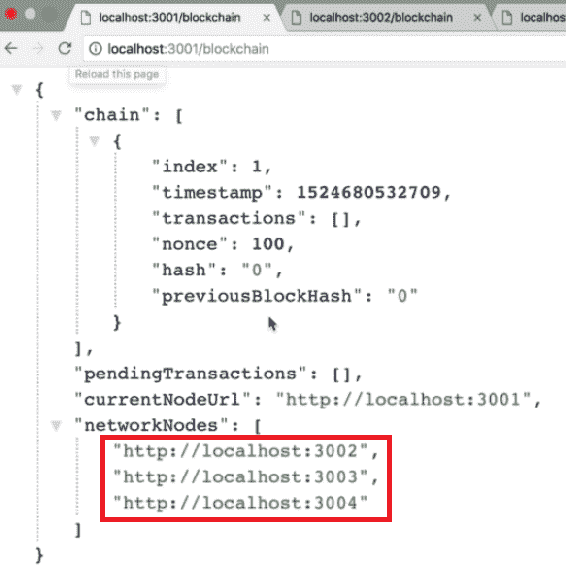 localhost:3001/blockchain × localhost:3002/blockchain × localhos
localhost:3001/blockchain
Reload this page
{
"chain": [
{
"index": 1,
"timestamp": 1524680532709,
"transactions": [],
"nonce": 100,
"hash": "0",
"previousBlockHash": "0"
}
],
"pendingTransactions": [],
"currentNodeUrl": "http://localhost:3001",
"networkNodes": [
"http://localhost:3002",
"http://localhost:3003",
"http://localhost:3004"
]
}